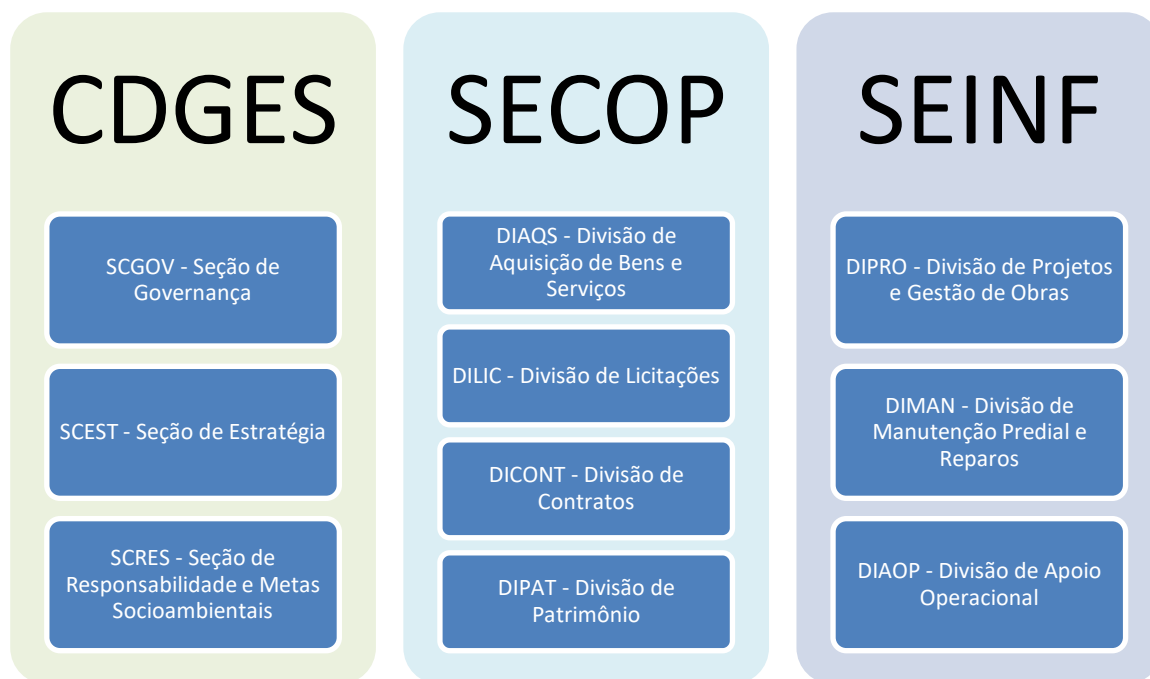 CDGES
SCGOV - Seção de
Governança
SCEST - Seção de Estratégia
SCRES - Seção de
Responsabilidade e Metas
Socioambientais
SECOP
DIAQS - Divisão de
Aquisição de Bens e
Serviços
DILIC - Divisão de Licitações
DICONT - Divisão de
Contratos
DIPAT - Divisão de
Patrimônio
SEINF
DIPRO - Divisão de Projetos
e Gestão de Obras
DIMAN - Divisão de
Manutenção Predial e
Reparos
DIAOP - Divisão de Apoio
Operacional